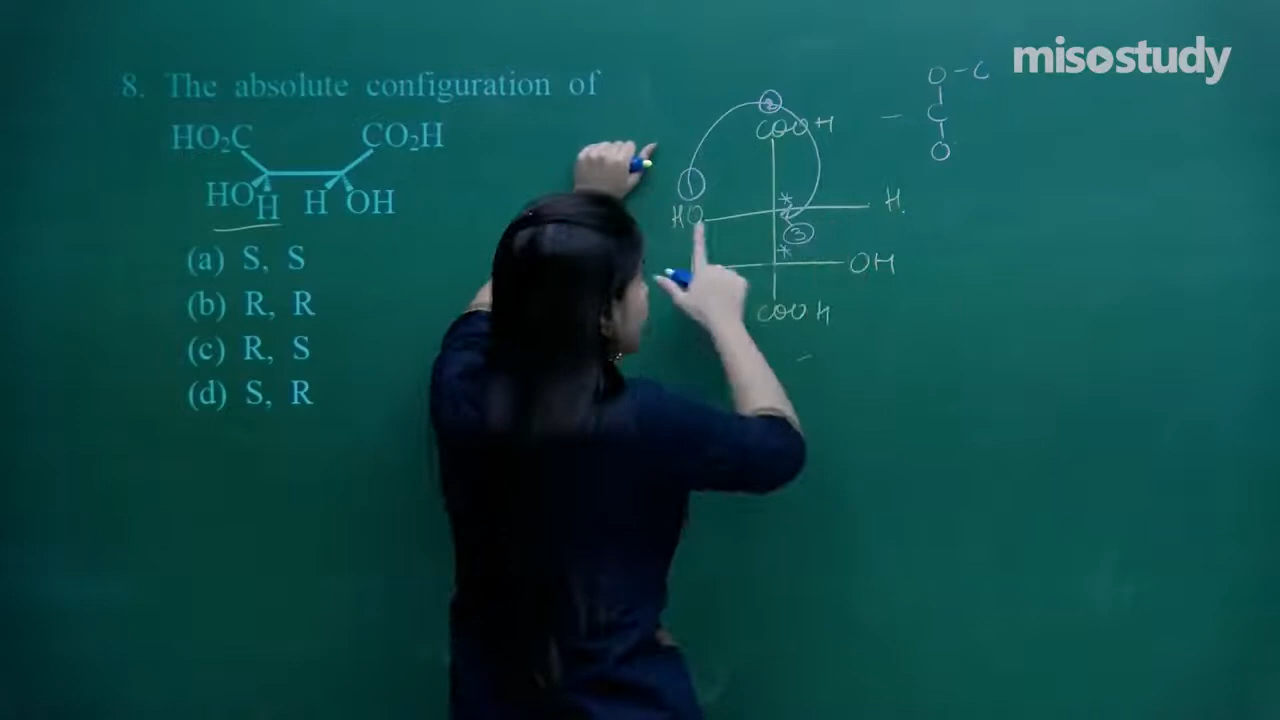 misostudy
8. The absolute configuration of
HO₂C CO₂H
HO H H OH
(a) S, S
(b) R, R
(c) R, S
(d) S, R
2
COOH
1
HO * H
3
* OH
COOH
O-C
- C
O